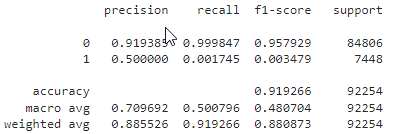 precision recall f1-score support
0 0.919385 0.999847 0.957929 84806
1 0.500000 0.001745 0.003479 7448
accuracy 0.919266 92254
macro avg 0.709692 0.500796 0.480704 92254
weighted avg 0.885526 0.919266 0.880873 92254